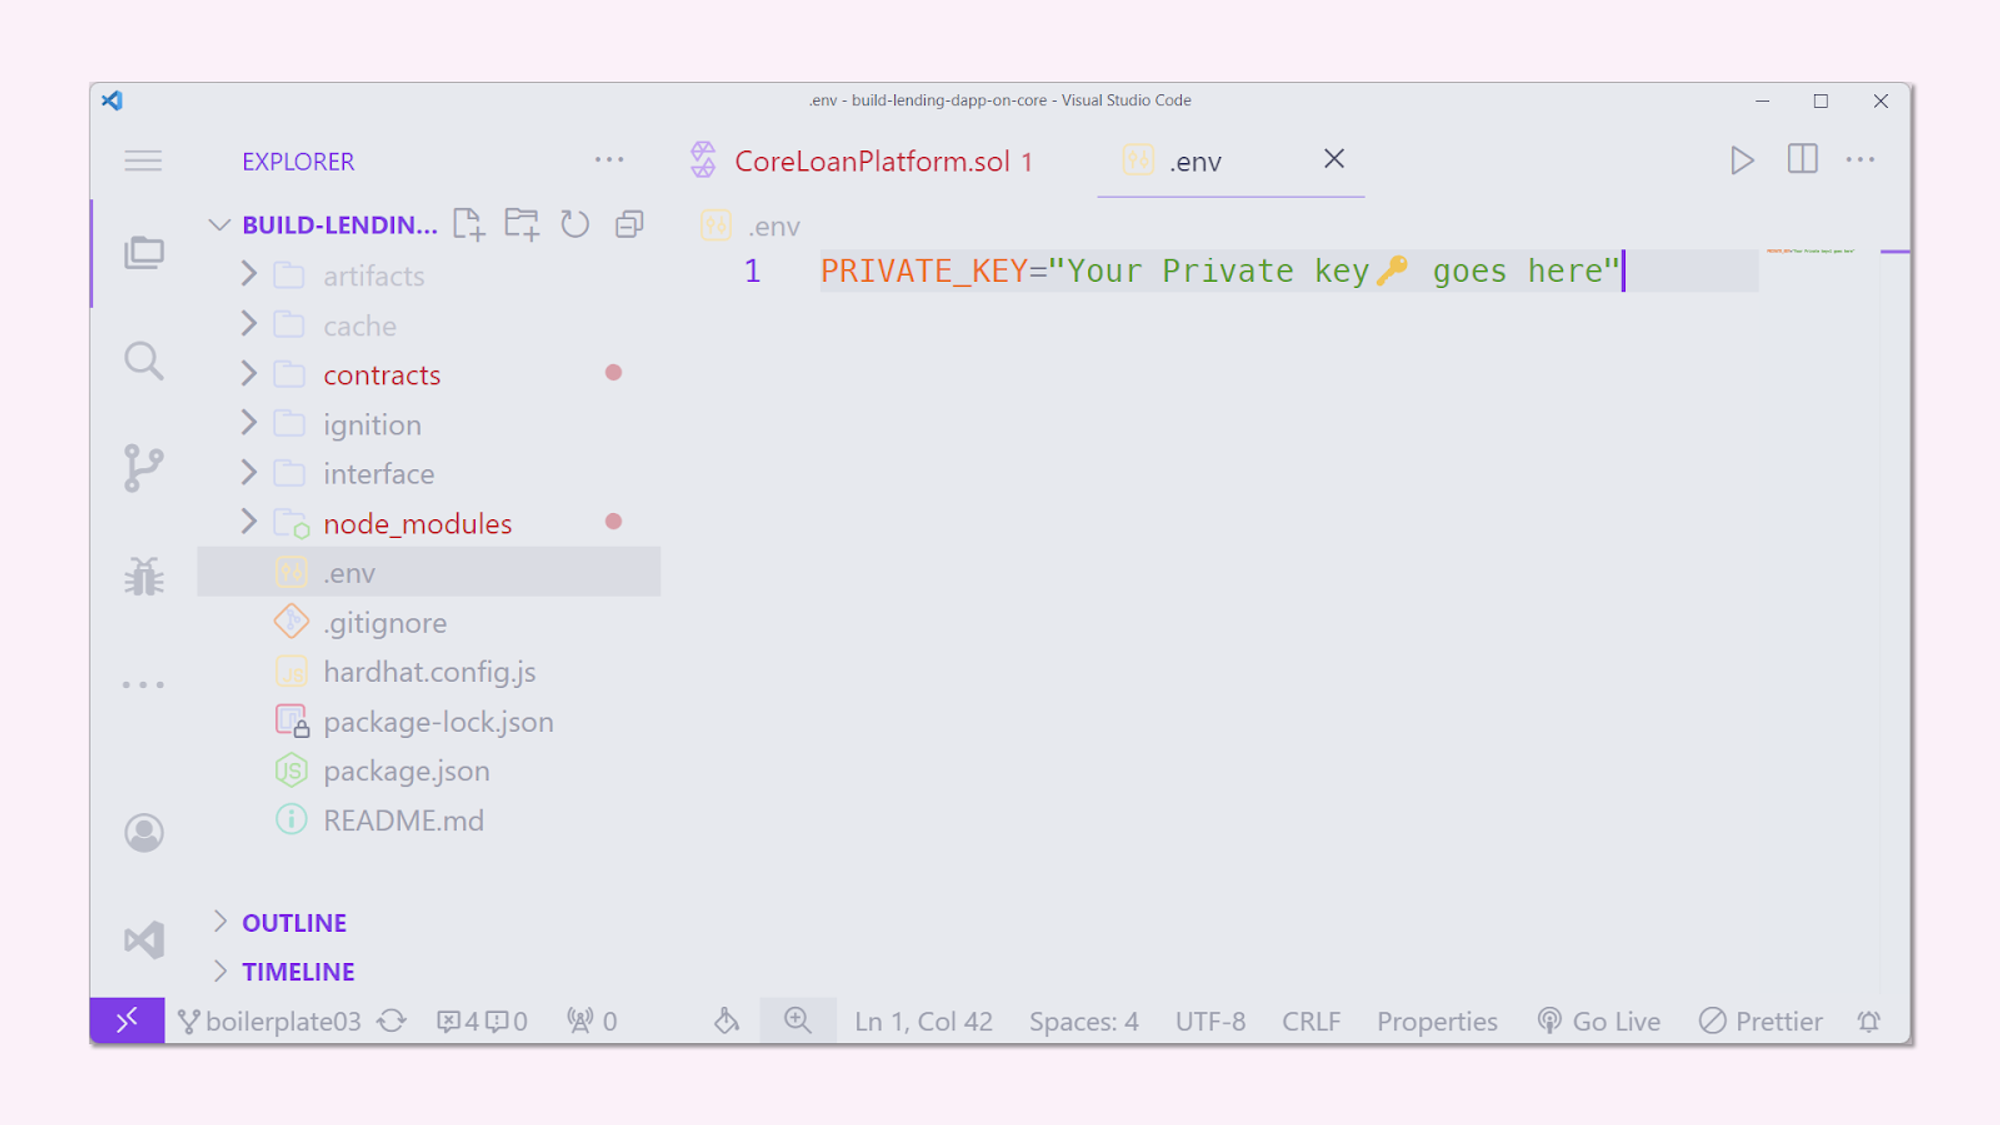 .env - build-lending-dapp-on-core - Visual Studio Code
EXPLORER
CoreLoanPlatform.sol 1
.env
BUILD-LENDIN...
.env
artifacts
cache
contracts
ignition
interface
node_modules
.env
.gitignore
hardhat.config.js
package-lock.json
package.json
README.md
1 PRIVATE_KEY="Your Private key🔑 goes here"
OUTLINE
TIMELINE
boilerplate03 4 0 0 Ln 1, Col 42 Spaces: 4 UTF-8 CRLF Properties Go Live Prettier